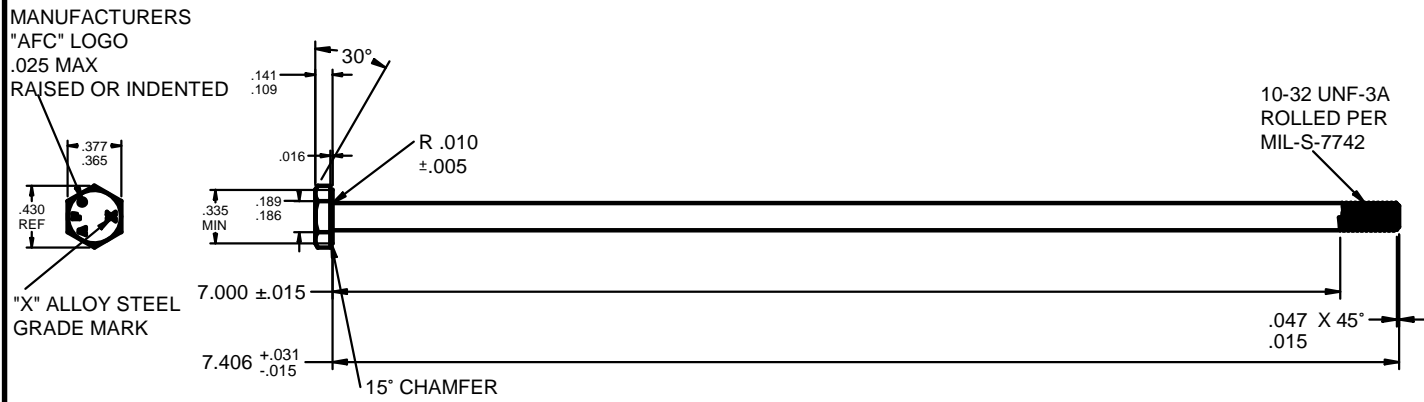 MANUFACTURERS
"AFC" LOGO
.025 MAX
RAISED OR INDENTED
.141
.109
30°
.016
R .010
±.005
10-32 UNF-3A
ROLLED PER
MIL-S-7742
.377
.365
.430
REF
.335
MIN
.189
.186
"X" ALLOY STEEL
GRADE MARK
7.000 ±.015
.047 X 45°
.015
7.406 +.031
-.015
15° CHAMFER